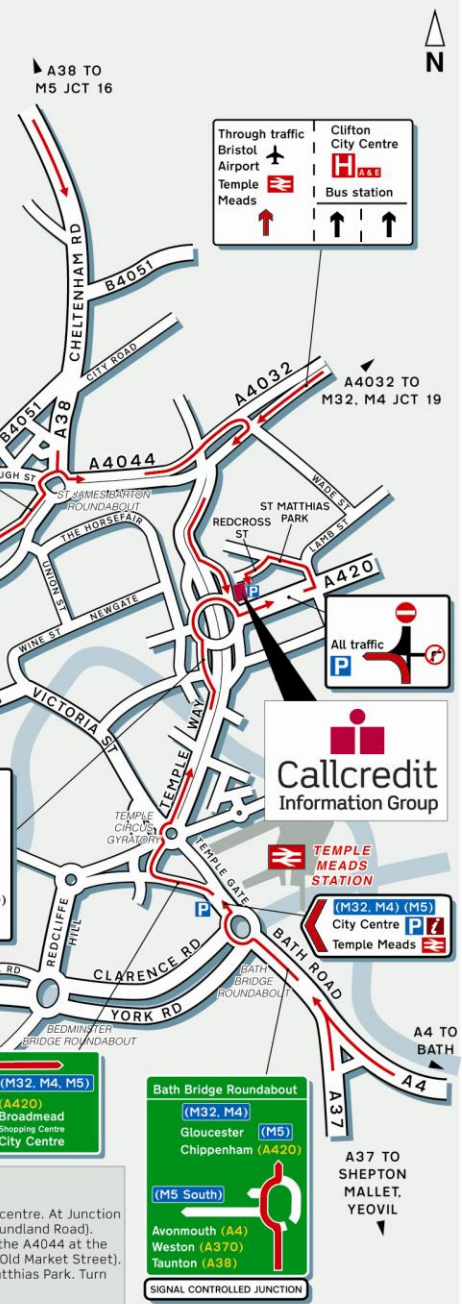 N
A38 TO
M5 JCT 16
Through traffic
Bristol
Airport
Temple
Meads
Clifton
City Centre
H A & E
Bus station
CHELTENHAM RD
B4051
CITY ROAD
B4051
A38
A4032
A4032 TO
M32, M4 JCT 19
A4044
UGH ST
ST JAMES BARTON
ROUNDABOUT
WADE ST
ST MATTHIAS
PARK
REDCROSS
ST
LAMB ST
THE HORSEFAIR
A420
P
UNION ST
NEWGATE
WINE ST
All traffic
P
VICTORIA ST
Callcredit
Information Group
TEMPLE WAY
TEMPLE
CIRCUS
GYRATORY
TEMPLE
MEADS
STATION
TEMPLE GATE
P
(M32, M4) (M5)
City Centre P i
Temple Meads
REDCLIFFE
HILL
RD
CLARENCE RD
BATH ROAD
YORK RD
BATH
BRIDGE
ROUNDABOUT
BEDMINSTER
BRIDGE ROUNDABOUT
A4 TO
BATH
A4
A37
(M32, M4, M5)
(A420)
Broadmead
Shopping Centre
City Centre
Bath Bridge Roundabout
(M32, M4)
Gloucester (M5)
Chippenham (A420)
(M5 South)
Avonmouth (A4)
Weston (A370)
Taunton (A38)
SIGNAL CONTROLLED JUNCTION
A37 TO
SHEPTON
MALLET,
YEOVIL
centre. At Junction
undland Road).
the A4044 at the
Old Market Street).
atthias Park. Turn